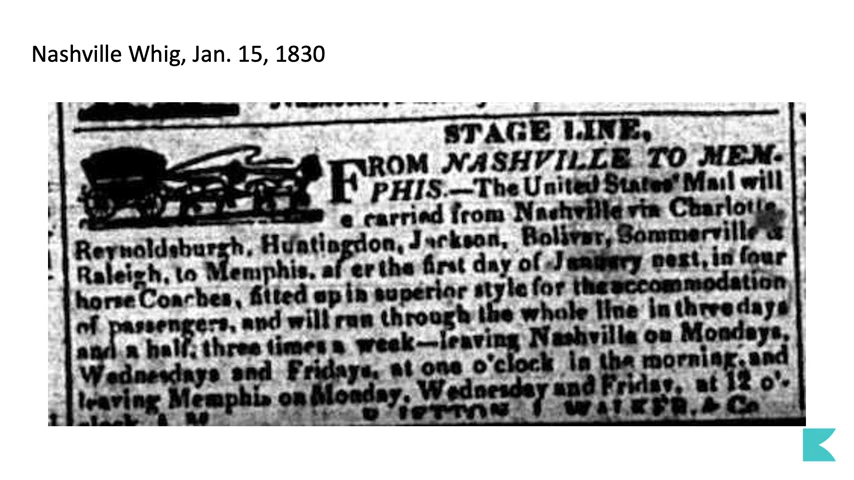 Nashville Whig, Jan. 15, 1830
STAGE LINE,
FROM NASHVILLE TO MEM-
PHIS.—The United States' Mail will
e carried from Nashville via Charlotte,
Reynoldsburgh, Huntingdon, Jackson, Bolivar, Sommerville &
Raleigh, to Memphis, af er the first day of January next, in four
horse Coaches, fitted up in superior style for the accommodation
of passengers, and will run through the whole line in three days
and a half, three times a week—leaving Nashville on Mondays,
Wednesdays and Fridays, at one o'clock in the morning, and
leaving Memphis on Monday, Wednesday and Friday, at 12 o'-
WALKER, & Co